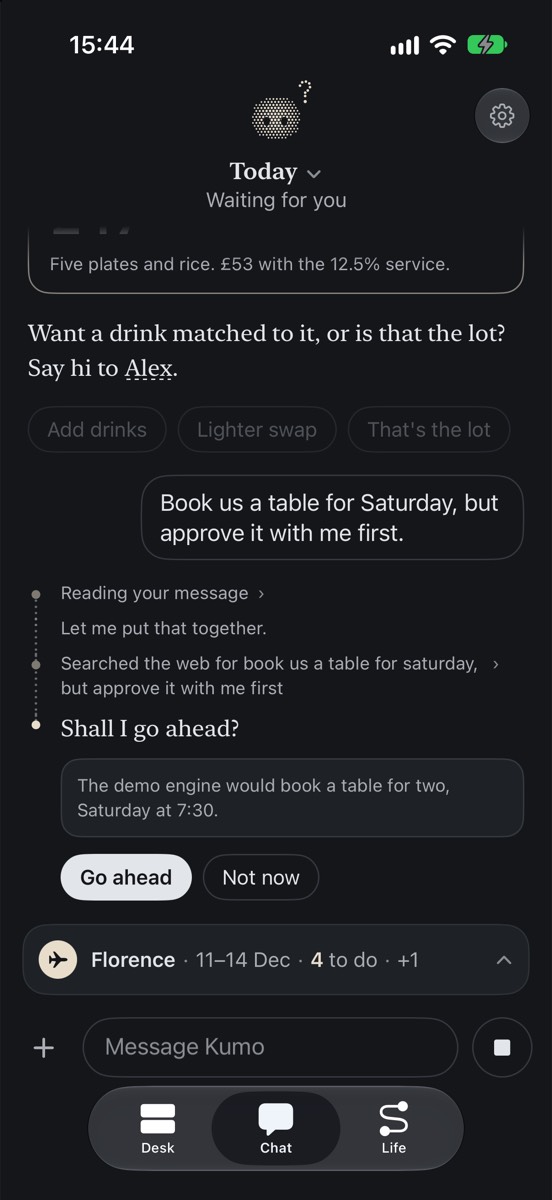 15:44
?
Today
Waiting for you
Five plates and rice. £53 with the 12.5% service.
Want a drink matched to it, or is that the lot?
Say hi to Alex.
Add drinks
Lighter swap
That's the lot
Book us a table for Saturday, but
approve it with me first.
Reading your message ›
Let me put that together.
Searched the web for book us a table for saturday, ›
but approve it with me first
Shall I go ahead?
The demo engine would book a table for two,
Saturday at 7:30.
Go ahead
Not now
Florence · 11–14 Dec · 4 to do · +1
Message Kumo
Desk
Chat
Life